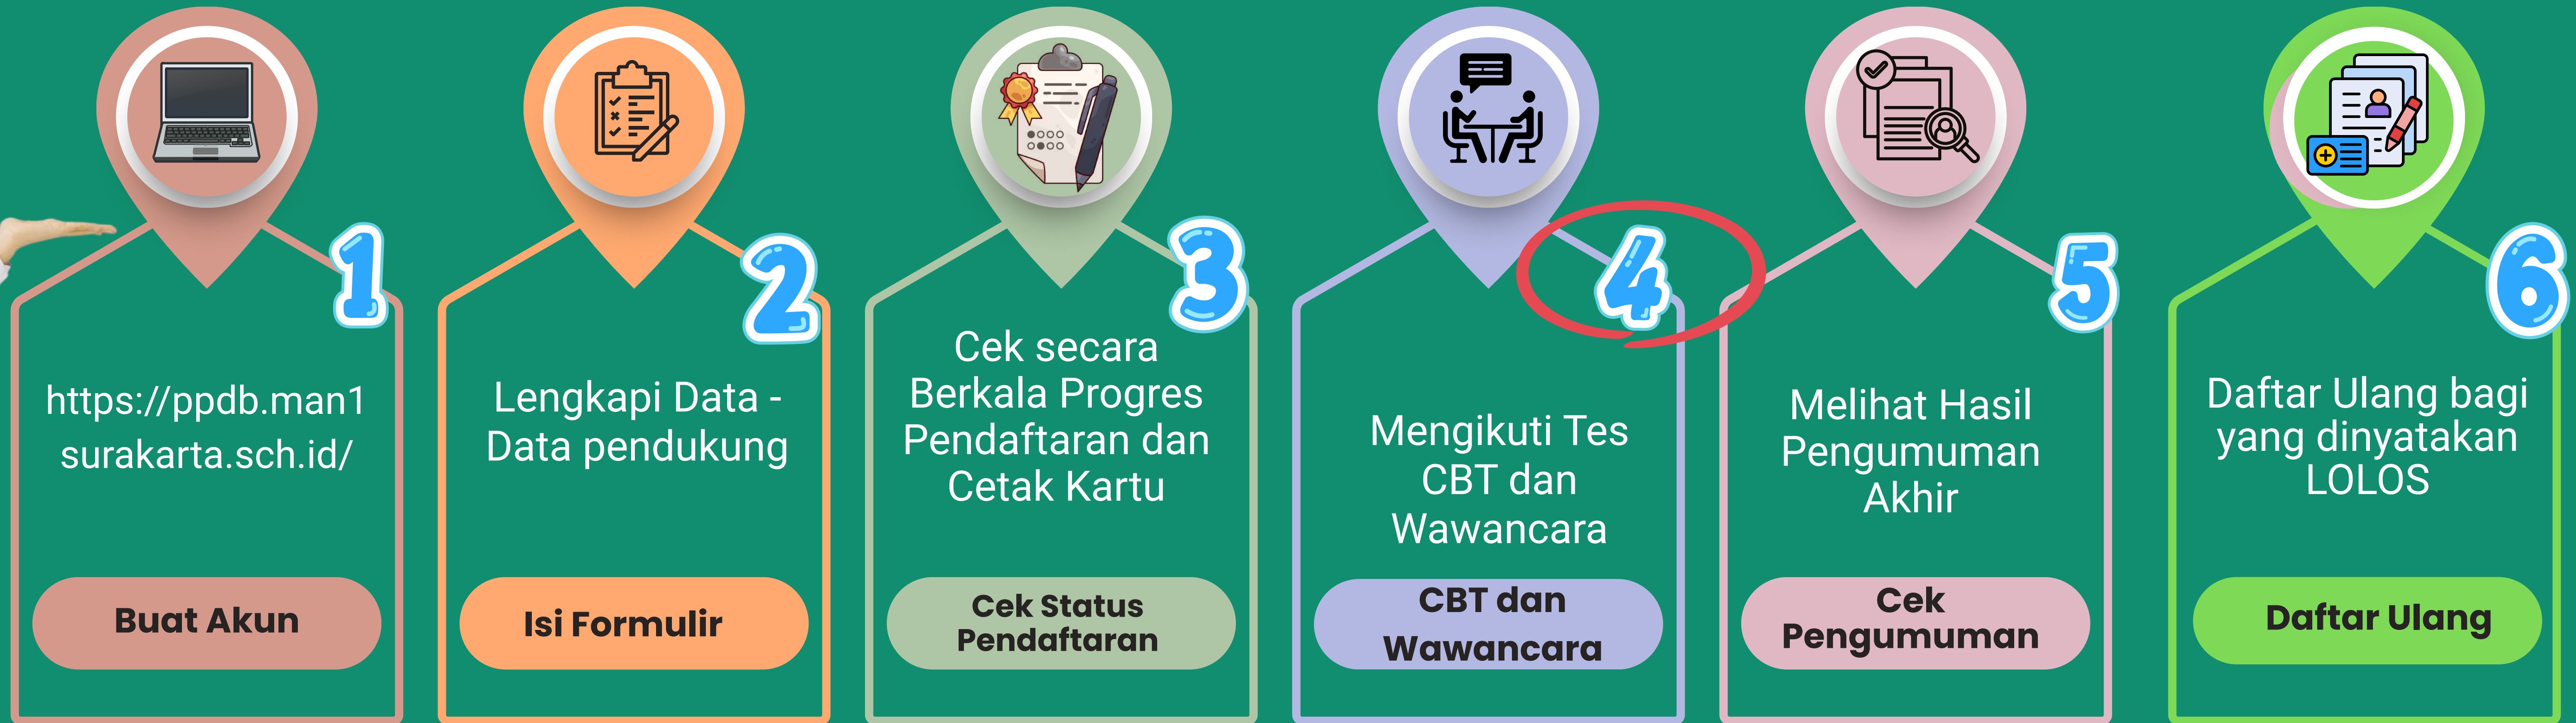 1
https://ppdb.man1
surakarta.sch.id/
Buat Akun
2
Lengkapi Data -
Data pendukung
Isi Formulir
3
Cek secara
Berkala Progres
Pendaftaran dan
Cetak Kartu
Cek Status
Pendaftaran
4
Mengikuti Tes
CBT dan
Wawancara
CBT dan
Wawancara
5
Melihat Hasil
Pengumuman
Akhir
Cek
Pengumuman
6
Daftar Ulang bagi
yang dinyatakan
LOLOS
Daftar Ulang